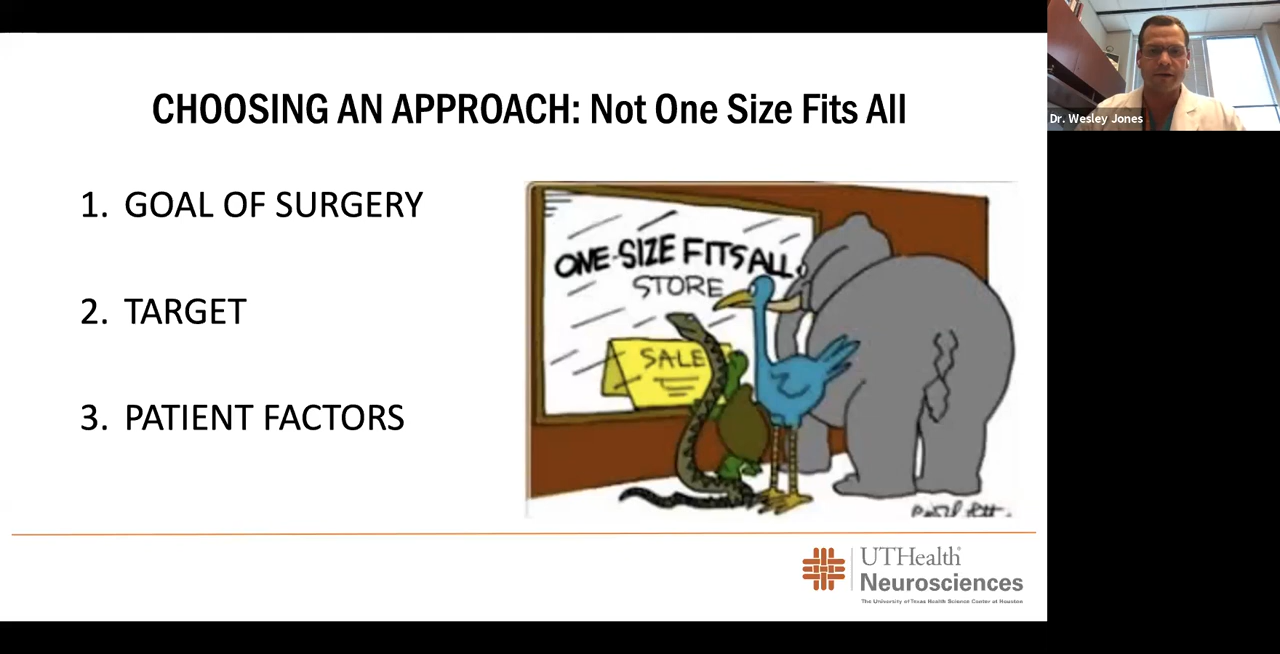 CHOOSING AN APPROACH: Not One Size Fits All
1. GOAL OF SURGERY
2. TARGET
3. PATIENT FACTORS
ONE-SIZE FITS ALL
STORE
SALE
UTHealth®
Neurosciences
The University of Texas Health Science Center at Houston
Dr. Wesley Jones